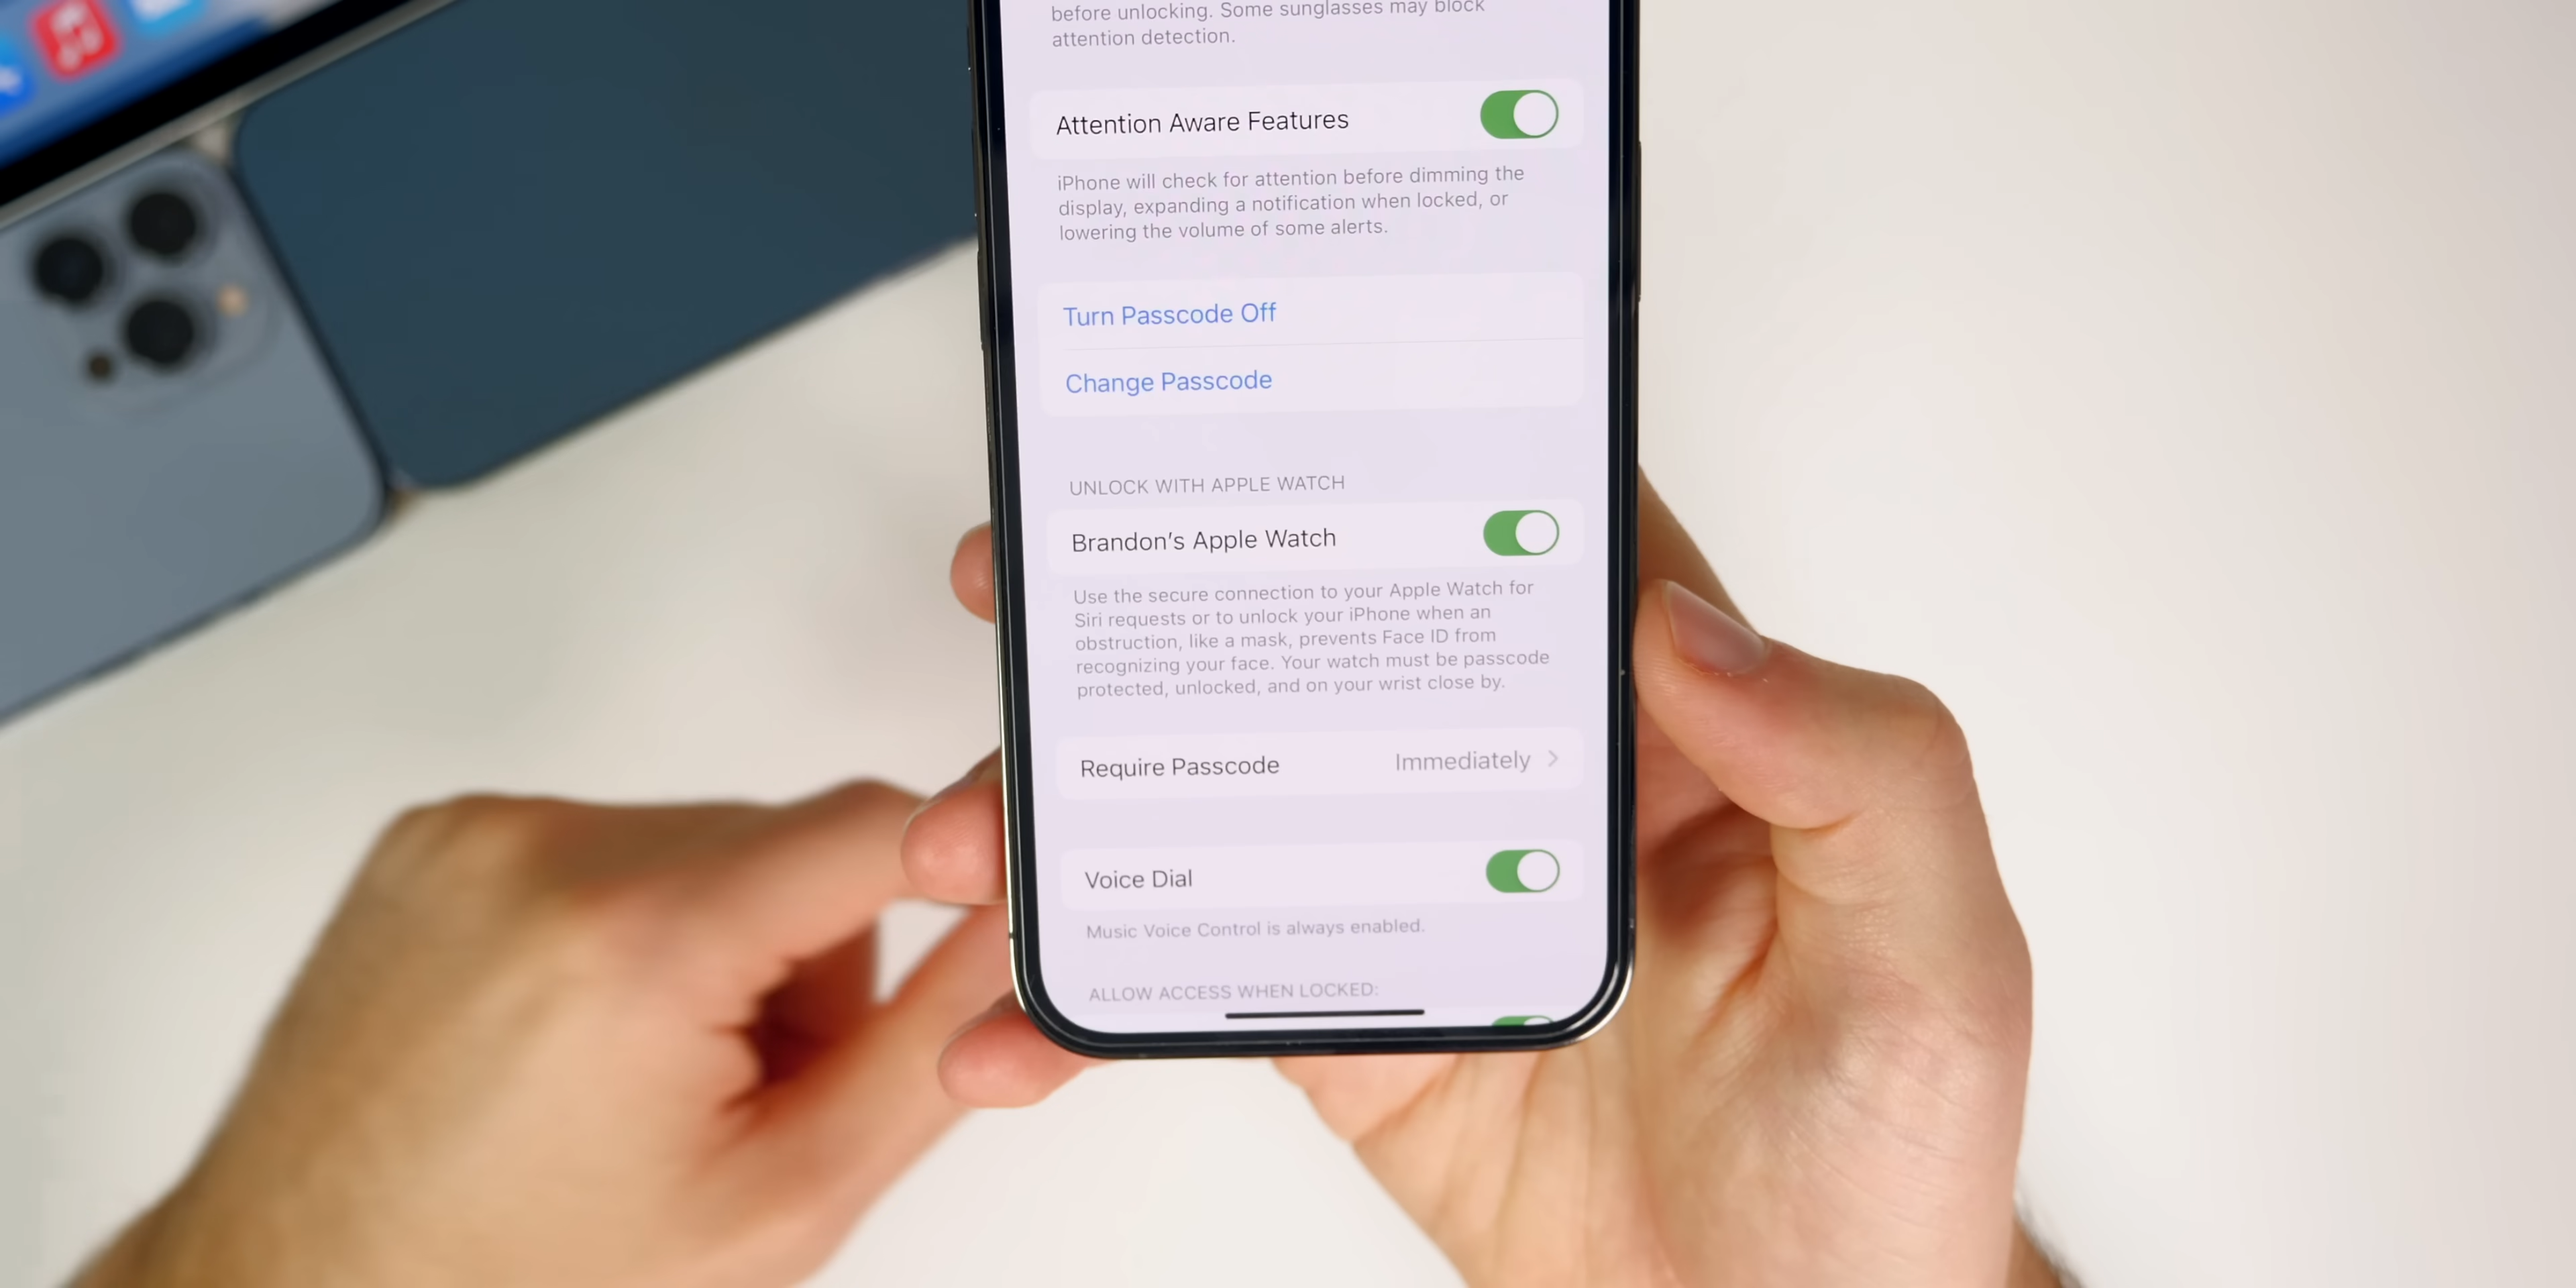 before unlocking. Some sunglasses may block
attention detection.
Attention Aware Features
iPhone will check for attention before dimming the
display, expanding a notification when locked, or
lowering the volume of some alerts.
Turn Passcode Off
Change Passcode
UNLOCK WITH APPLE WATCH
Brandon’s Apple Watch
Use the secure connection to your Apple Watch for
Siri requests or to unlock your iPhone when an
obstruction, like a mask, prevents Face ID from
recognizing your face. Your watch must be passcode
protected, unlocked, and on your wrist close by.
Require Passcode Immediately
Voice Dial
Music Voice Control is always enabled.
ALLOW ACCESS WHEN LOCKED: